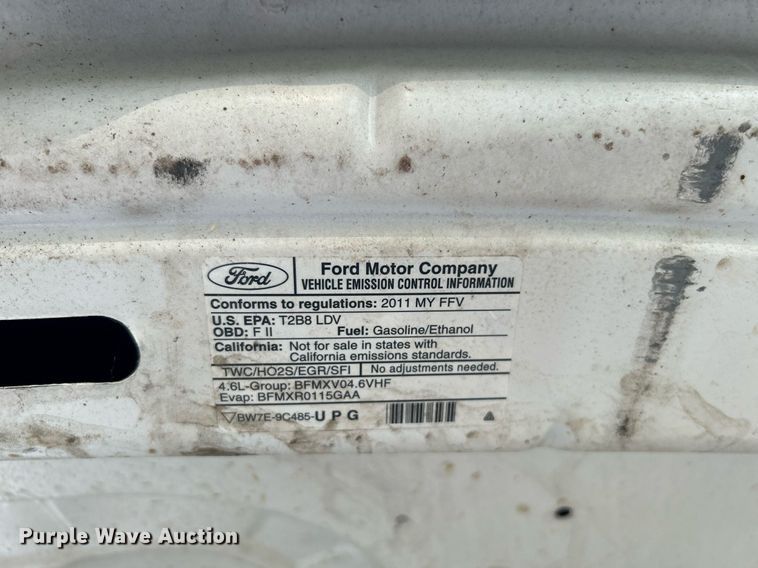 Ford
Ford Motor Company
VEHICLE EMISSION CONTROL INFORMATION
Conforms to regulations: 2011 MY FFV
U.S. EPA: T2B8 LDV
OBD: F II Fuel: Gasoline/Ethanol
California: Not for sale in states with
California emissions standards.
TWC/HO2S/EGR/SFI No adjustments needed.
4.6L-Group: BFMXV04.6VHF
Evap: BFMXR0115GAA
BW7E-9C485-U P G
Purple Wave Auction